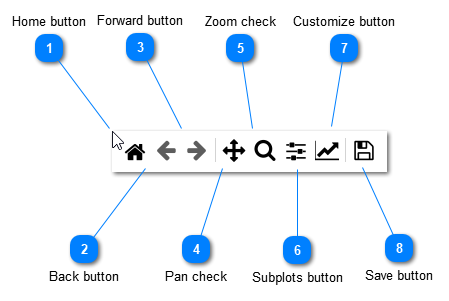 Home button
Forward button
Zoom check
Customize button
1
3
5
7
2
4
6
8
Back button
Pan check
Subplots button
Save button